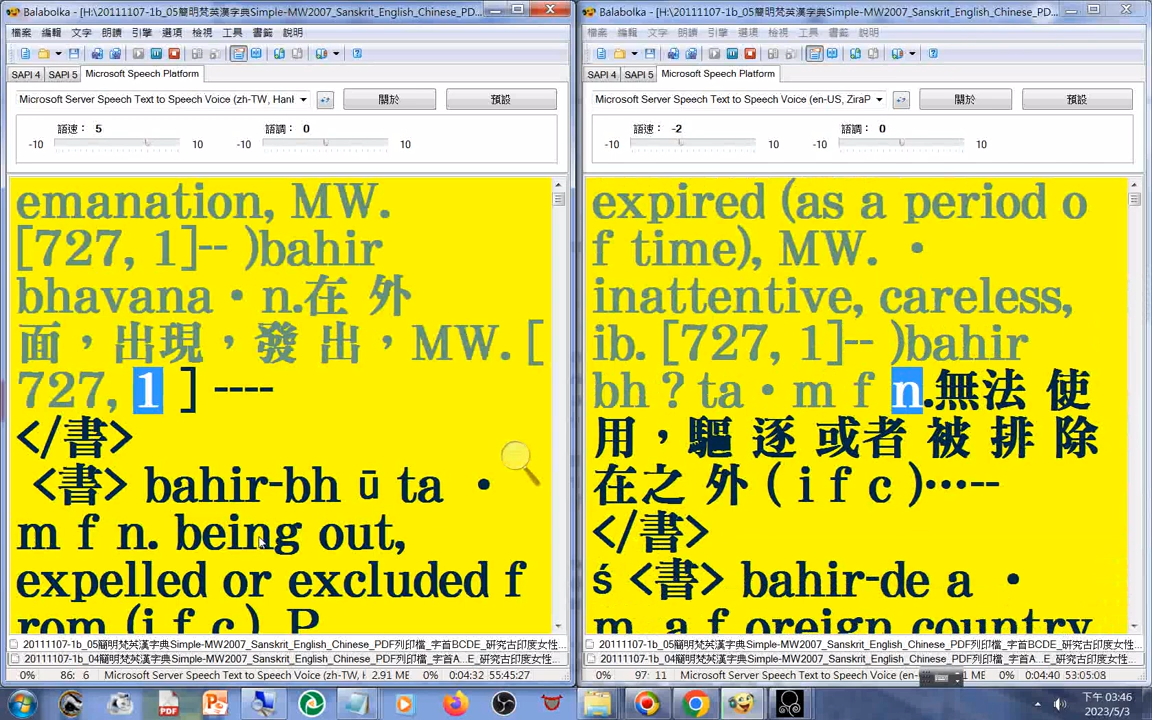 Balabolka - [H:\20111107-1b_05簡明梵英漢字典Simple-MW2007_Sanskrit_English_Chinese_PD...
檔案 編輯 文字 朗讀 引擎 選項 檢視 工具 書籤 說明
SAPI 4 SAPI 5 Microsoft Speech Platform
Microsoft Server Speech Text to Speech Voice (zh-TW, HanI
關於
預設
語速： 5
語調： 0
-10 10 -10 10
emanation, MW.
[727, 1]-- )bahir
bhavana • n.在 外
面，出現，發 出，MW. [
727, 1 ] ----
</書>
<書> bahir-bh ū ta •
m f n. being out,
expelled or excluded f
rom (i f c.), P
20111107-1b_05簡明梵英漢字典Simple-MW2007_Sanskrit_English_Chinese_PDF列印檔_字首BCDE_研究古印度女性...
20111107-1b_04簡明梵英漢字典Simple-MW2007_Sanskrit_English_Chinese_PDF列印檔_字首A...E_研究古印度女性...
0% 86: 6 Microsoft Server Speech Text to Speech Voice (zh-TW, H 2.91 ME 0% 0:04:32 55:45:27
Balabolka - [H:\20111107-1b_05簡明梵英漢字典Simple-MW2007_Sanskrit_English_Chinese_PD...
檔案 編輯 文字 朗讀 引擎 選項 檢視 工具 書籤 說明
SAPI 4 SAPI 5 Microsoft Speech Platform
Microsoft Server Speech Text to Speech Voice (en-US, ZiraP
關於
預設
語速： -2
語調： 0
-10 10 -10 10
expired (as a period o
f time), MW. •
inattentive, careless,
ib. [727, 1]-- )bahir
bh ? ta • m f n.無法 使
用，驅 逐 或者 被 排 除
在之 外 ( i f c )…--
</書>
ś <書> bahir-de a •
m. a f oreign country
20111107-1b_05簡明梵英漢字典Simple-MW2007_Sanskrit_English_Chinese_PDF列印檔_字首BCDE_研究古印度女性...
20111107-1b_04簡明梵英漢字典Simple-MW2007_Sanskrit_English_Chinese_PDF列印檔_字首A...E_研究古印度女性...
0% 97: 11 Microsoft Server Speech Text to Speech Voice (en-US ME 0% 0:04:40 53:05:08
PDF
下午 03:46
2023/5/3